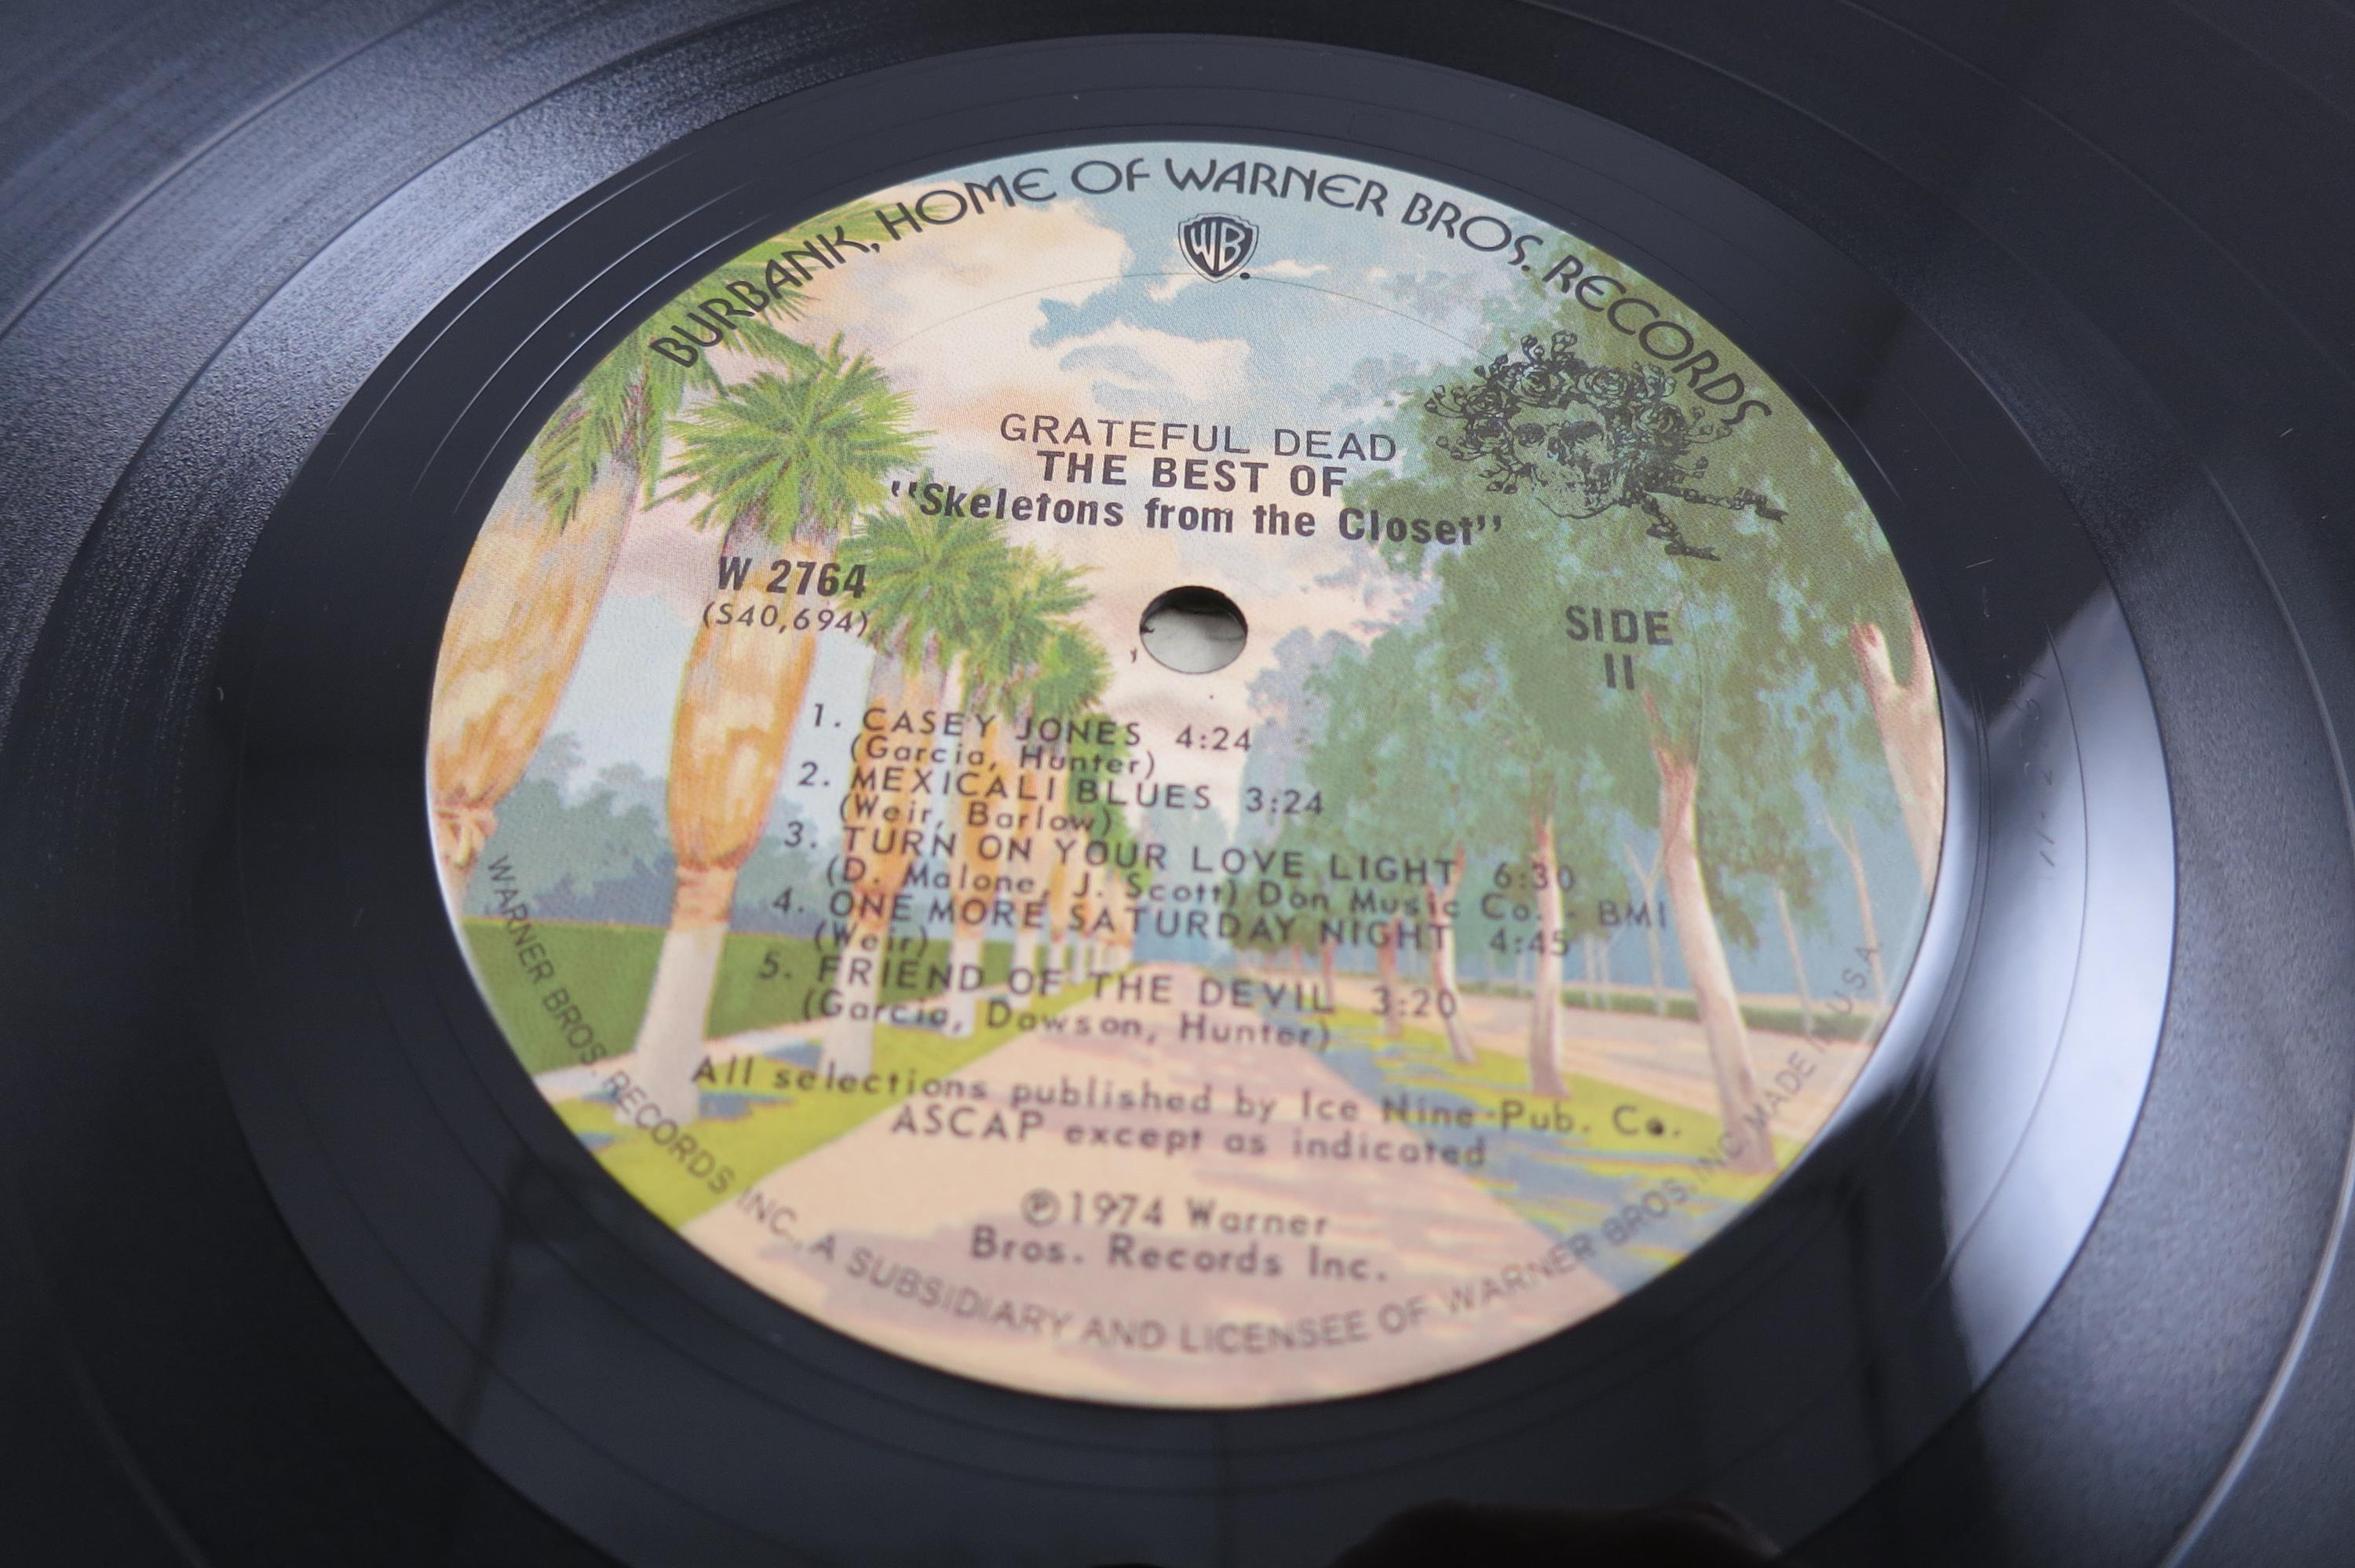 BURBANK, HOME OF WARNER BROS. RECORDS
WB
GRATEFUL DEAD
THE BEST OF
"Skeletons from the Closet"
W 2764
(S40,694)
SIDE
II
1. CASEY JONES 4:24
(Garcia, Hunter)
2. MEXICALI BLUES 3:24
(Weir, Barlow)
3. TURN ON YOUR LOVE LIGHT 6:30
(D. Malone, J. Scott) Don Music Co. - BMI
4. ONE MORE SATURDAY NIGHT 4:45
(Weir)
5. FRIEND OF THE DEVIL 3:20
(Garcia, Dawson, Hunter)
All selections published by Ice Nine Pub. Co.
ASCAP except as indicated
℗1974 Warner
Bros. Records Inc.
WARNER BROS. RECORDS INC., A SUBSIDIARY AND LICENSEE OF WARNER BROS. INC. MADE IN U.S.A.